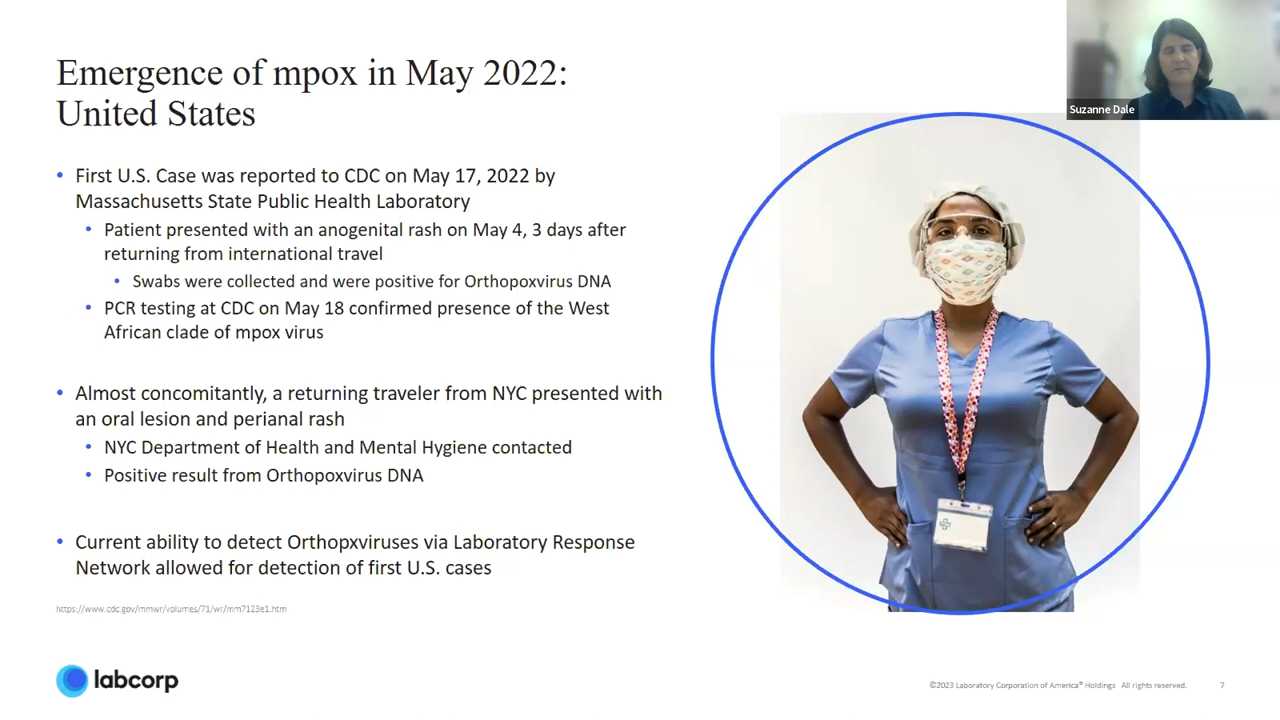 Suzanne Dale
Emergence of mpox in May 2022:
United States
• First U.S. Case was reported to CDC on May 17, 2022 by
Massachusetts State Public Health Laboratory
• Patient presented with an anogenital rash on May 4, 3 days after
returning from international travel
• Swabs were collected and were positive for Orthopoxvirus DNA
• PCR testing at CDC on May 18 confirmed presence of the West
African clade of mpox virus
• Almost concomitantly, a returning traveler from NYC presented with
an oral lesion and perianal rash
• NYC Department of Health and Mental Hygiene contacted
• Positive result from Orthopoxvirus DNA
• Current ability to detect Orthopxviruses via Laboratory Response
Network allowed for detection of first U.S. cases
https://www.cdc.gov/mmwr/volumes/71/wr/mm7123e1.htm
labcorp
©2023 Laboratory Corporation of America® Holdings All rights reserved.
7